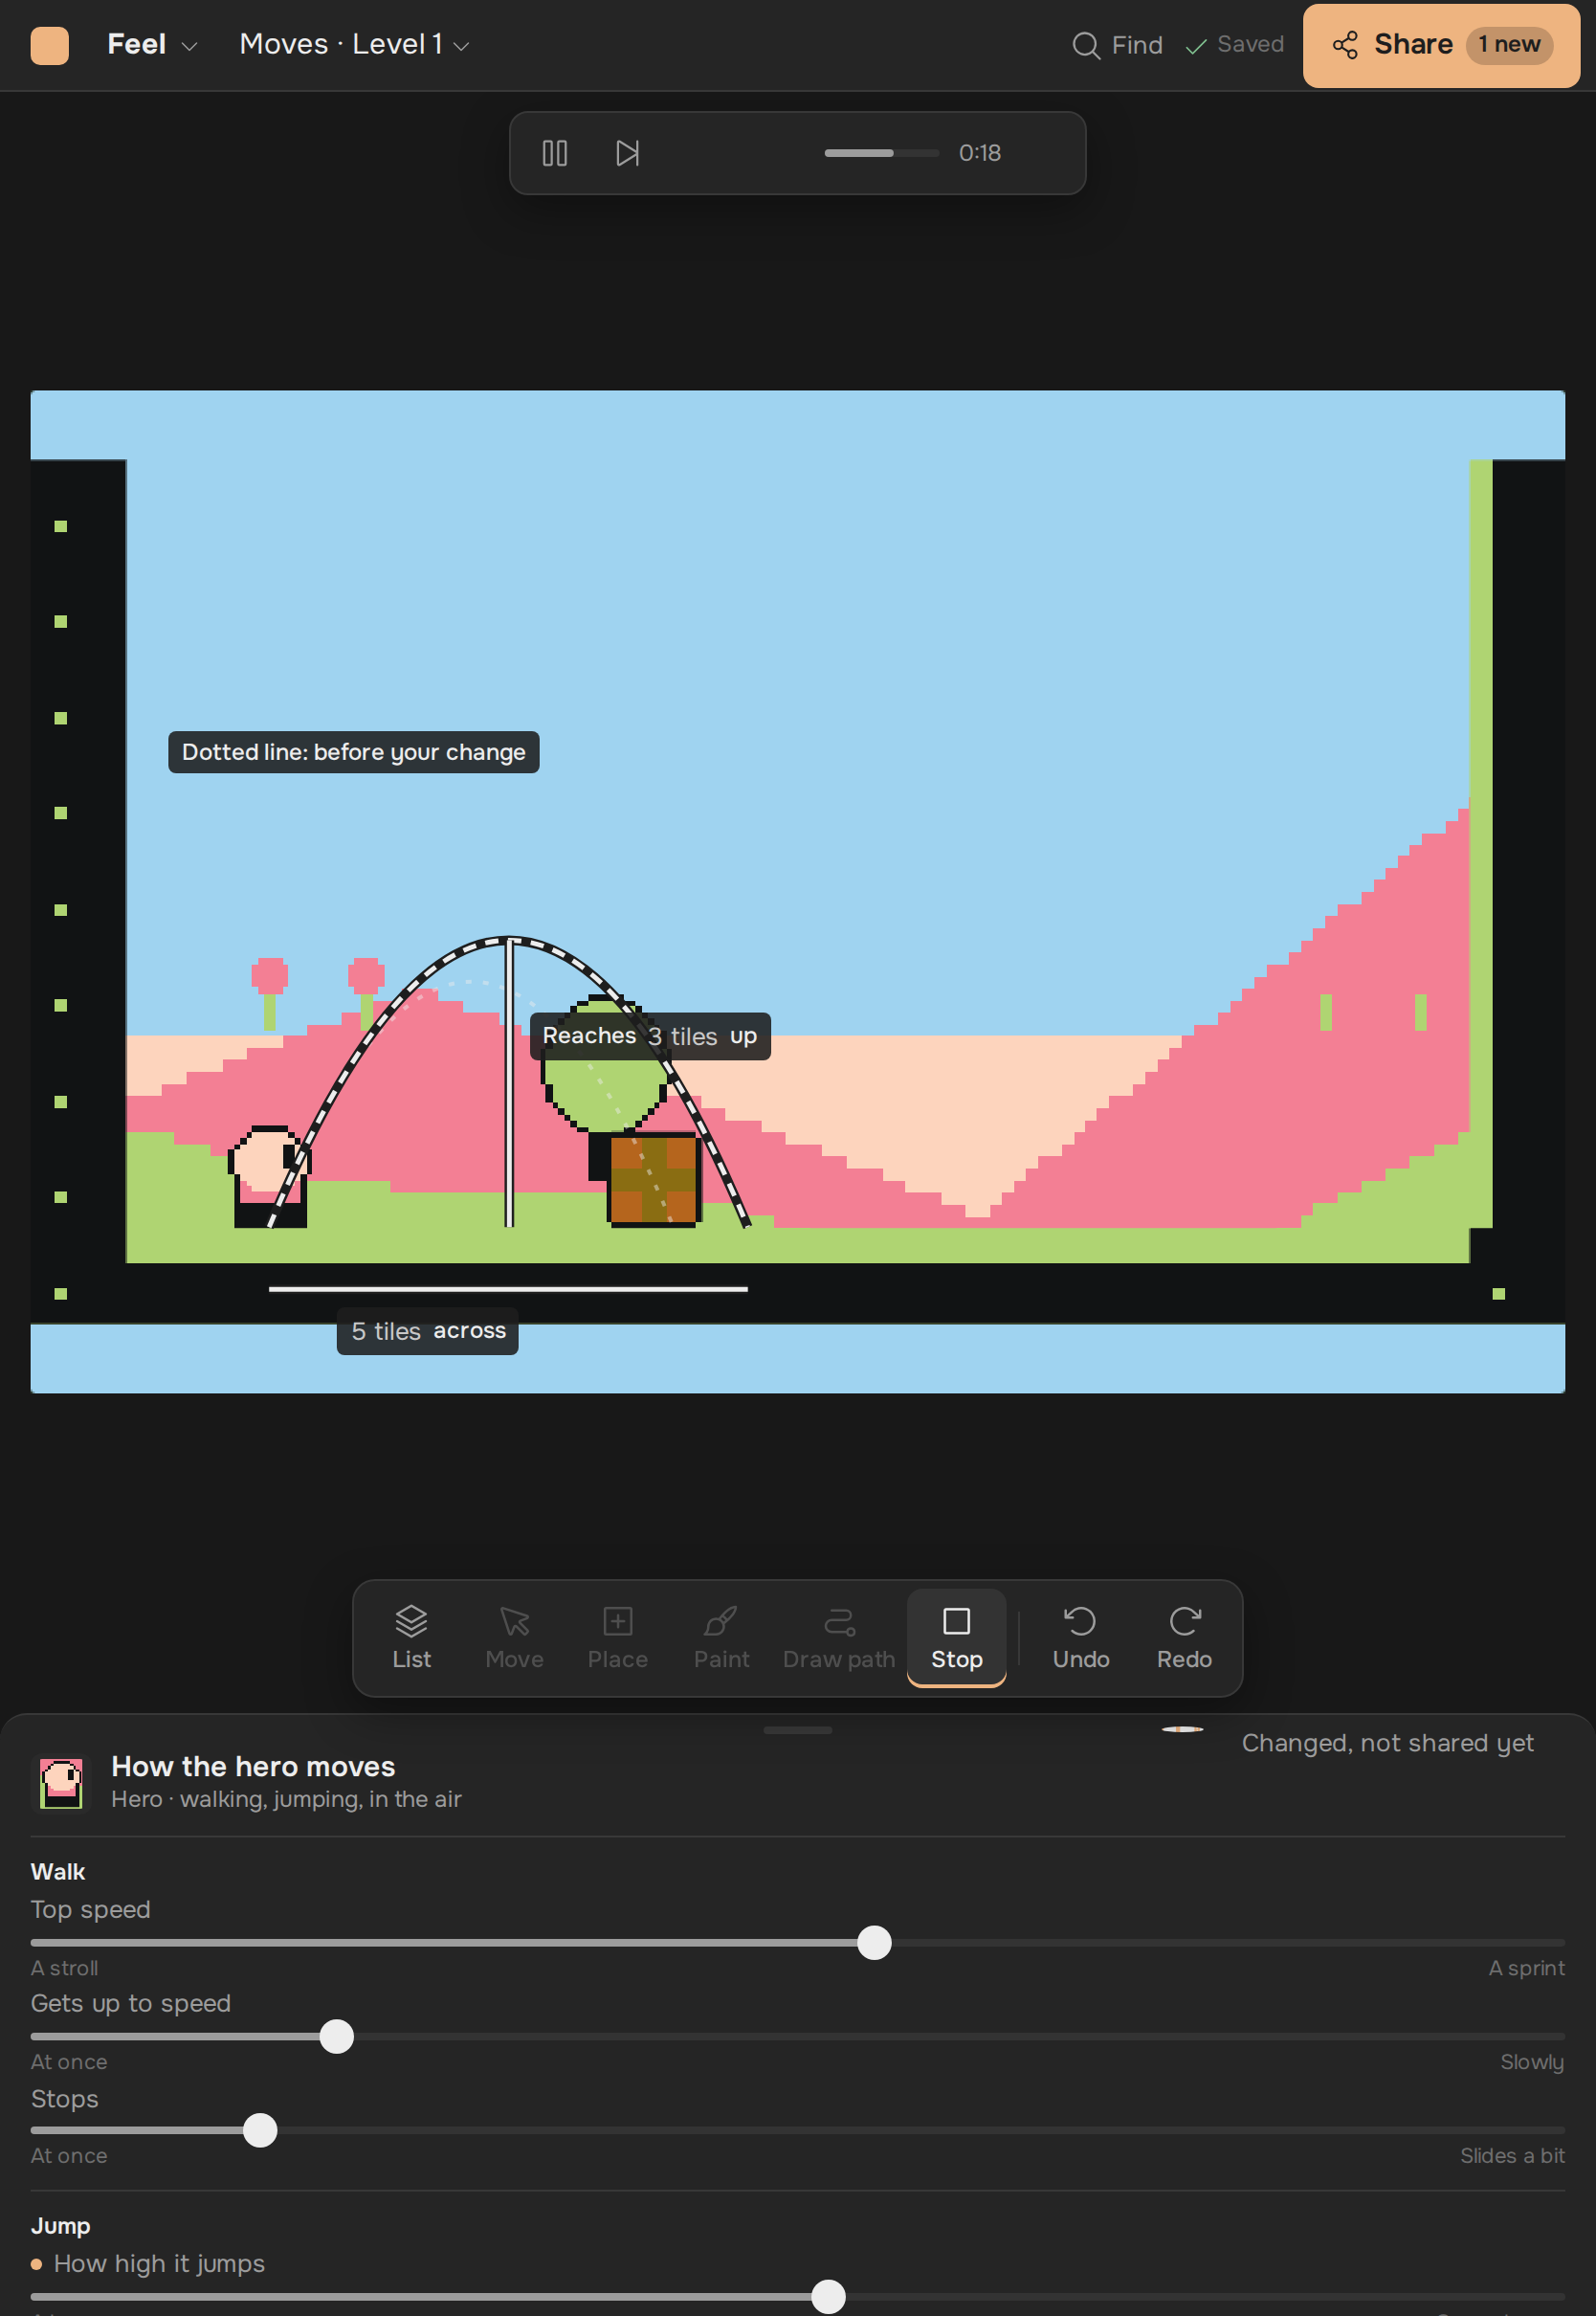 Feel
Moves · Level 1
Find
Saved
Share
1 new
0:18
Dotted line: before your change
Reaches 3 tiles up
5 tiles across
List
Move
Place
Paint
Draw path
Stop
Undo
Redo
Changed, not shared yet
How the hero moves
Hero · walking, jumping, in the air
Walk
Top speed
A stroll
A sprint
Gets up to speed
At once
Slowly
Stops
At once
Slides a bit
Jump
How high it jumps